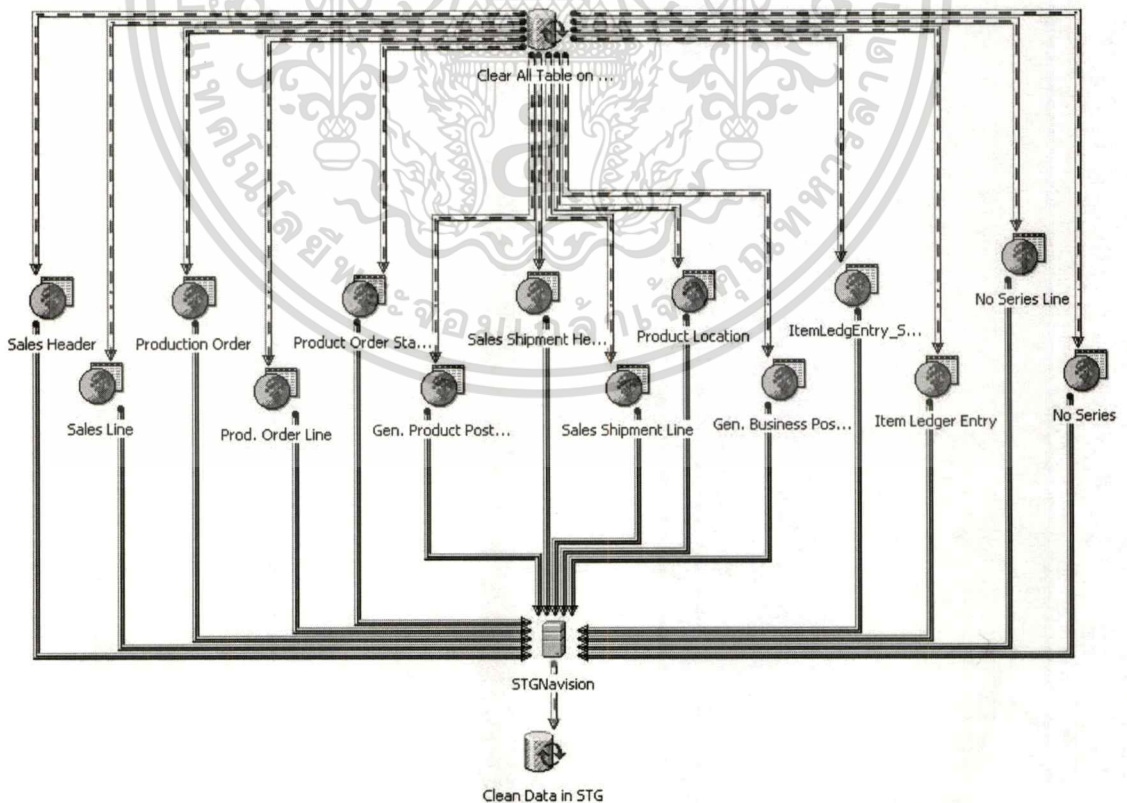 Clear All Table on ...
No Series Line
Sales Header
Production Order
Product Order Sta...
Sales Shipment He...
Product Location
ItemLedgEntry_S...
Sales Line
Prod. Order Line
Gen. Product Post...
Sales Shipment Line
Gen. Business Pos...
Item Ledger Entry
No Series
STGNavision
Clean Data in STG